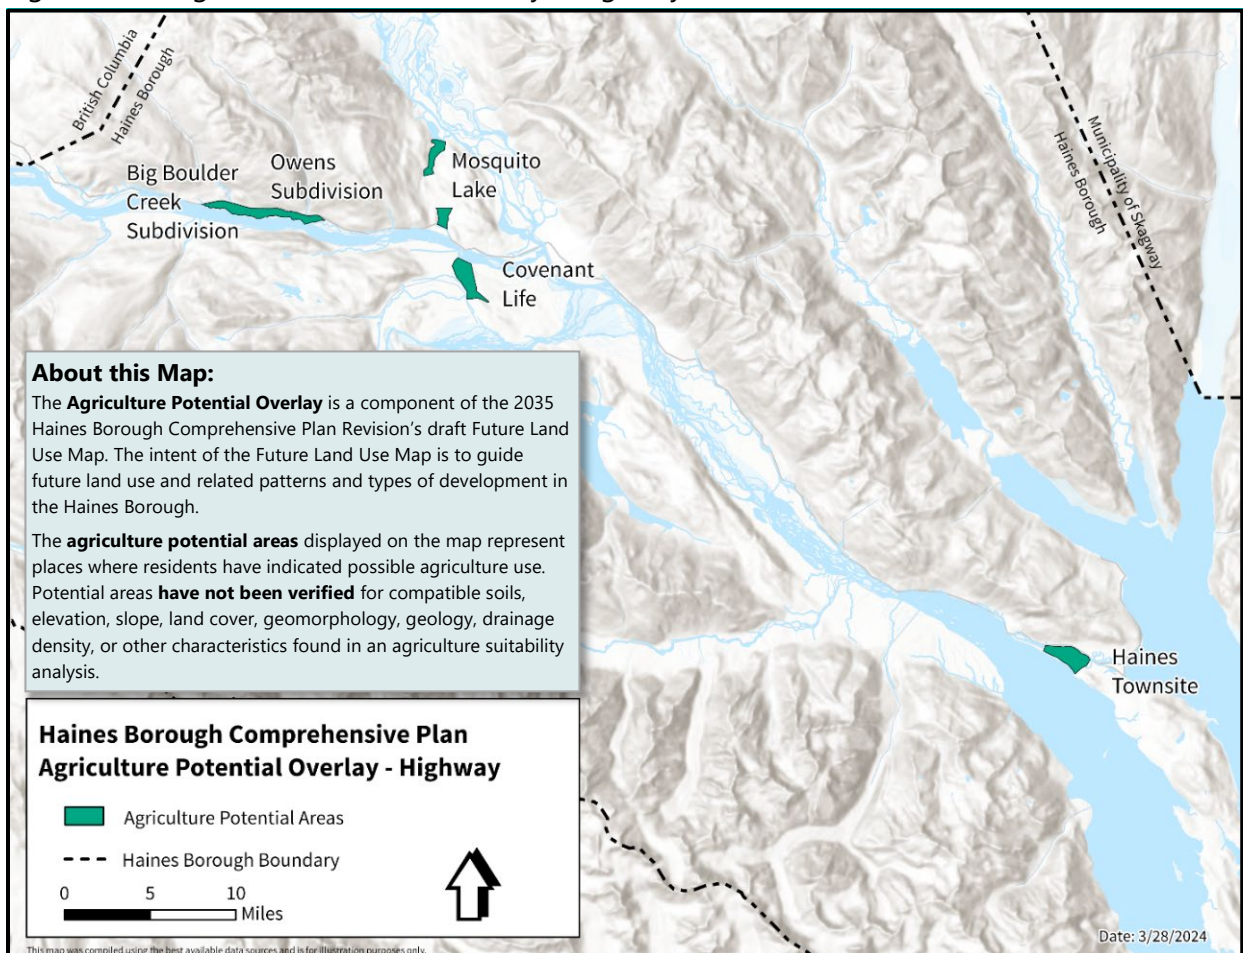 British Columbia
Haines Borough
Municipality of Skagway
Haines Borough
Big Boulder
Creek
Subdivision
Owens
Subdivision
Mosquito
Lake
Covenant
Life
About this Map:
The Agriculture Potential Overlay is a component of the 2035
Haines Borough Comprehensive Plan Revision's draft Future Land
Use Map. The intent of the Future Land Use Map is to guide
future land use and related patterns and types of development in
the Haines Borough.
The agriculture potential areas displayed on the map represent
places where residents have indicated possible agriculture use.
Potential areas have not been verified for compatible soils,
elevation, slope, land cover, geomorphology, geology, drainage
density, or other characteristics found in an agriculture suitability
analysis.
Haines
Townsite
Haines Borough Comprehensive Plan
Agriculture Potential Overlay - Highway
Agriculture Potential Areas
Haines Borough Boundary
0 5 10
Miles
Date: 3/28/2024
This map was compiled using the best available data sources and is for illustration purposes only.